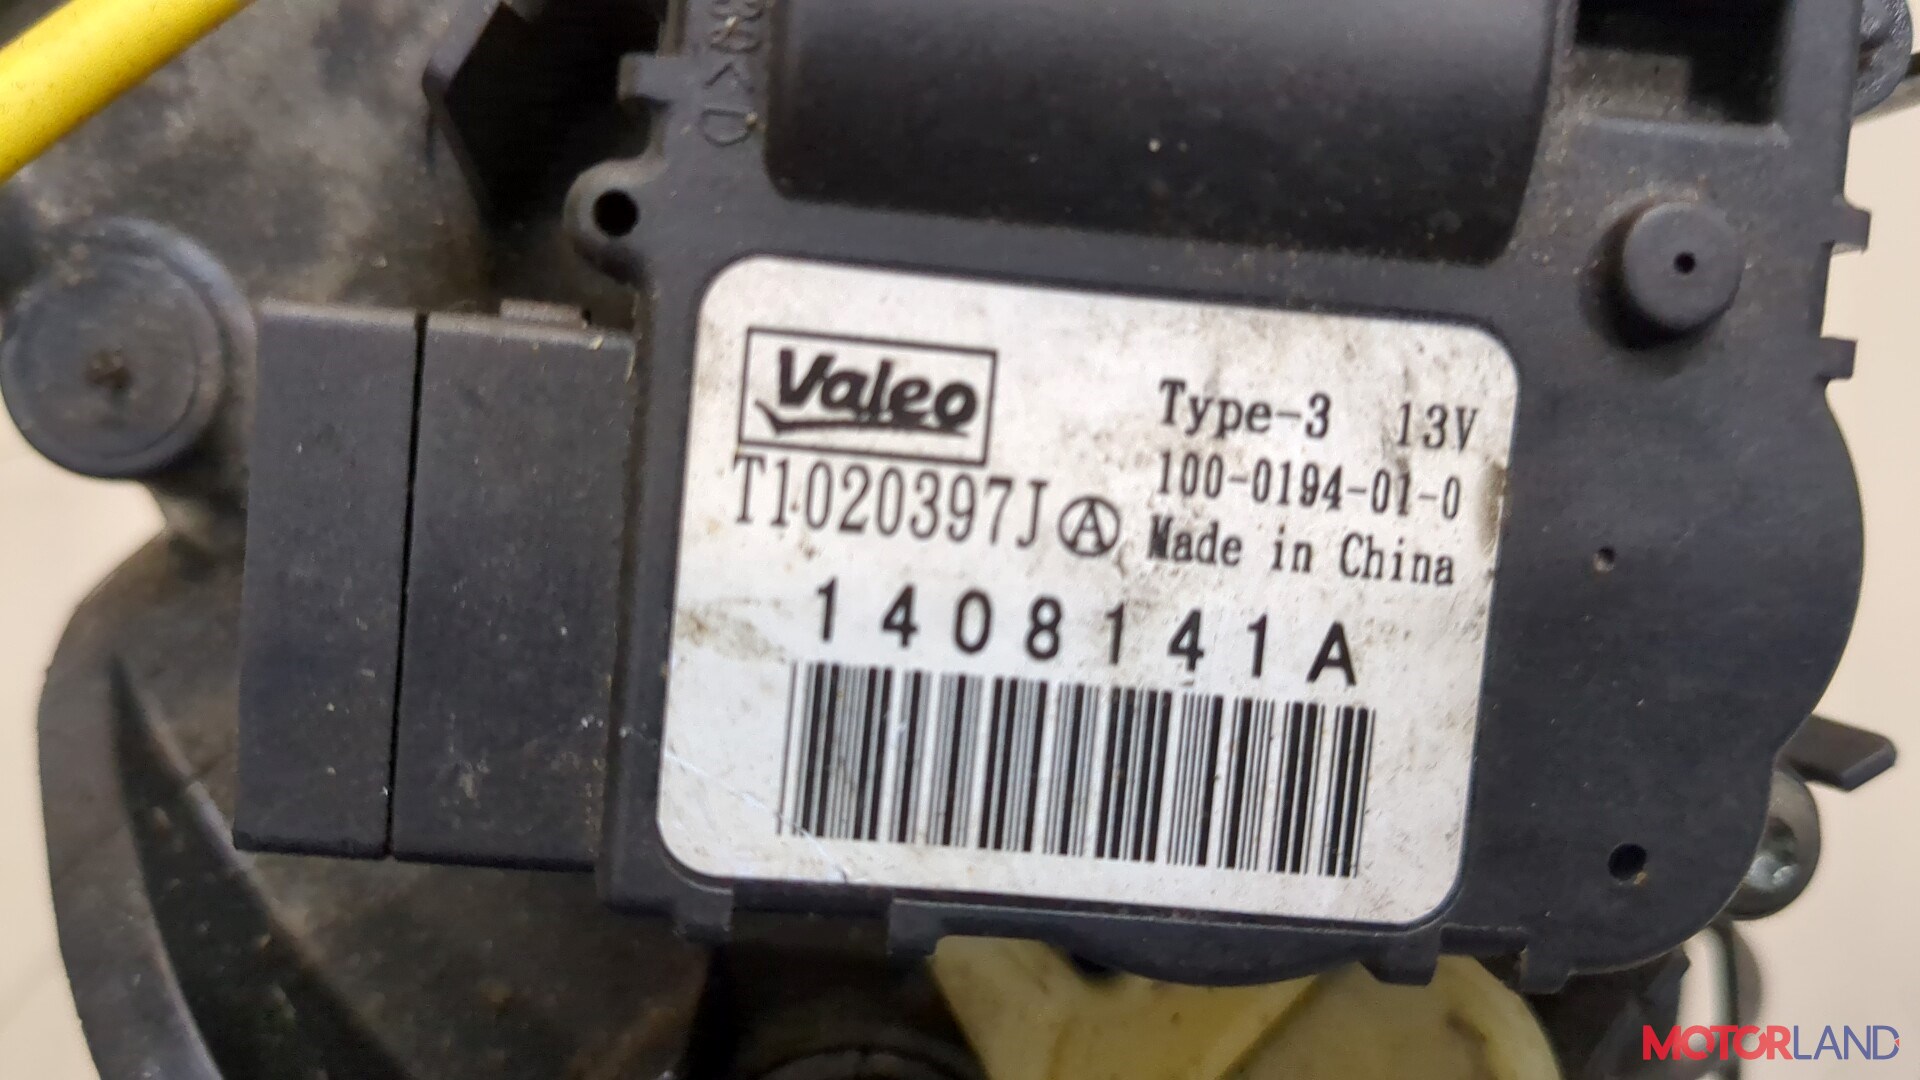 Valeo
T1020397J Ⓐ
Type-3 13V
100-0194-01-0
Made in China
1408141A
MOTORLAND